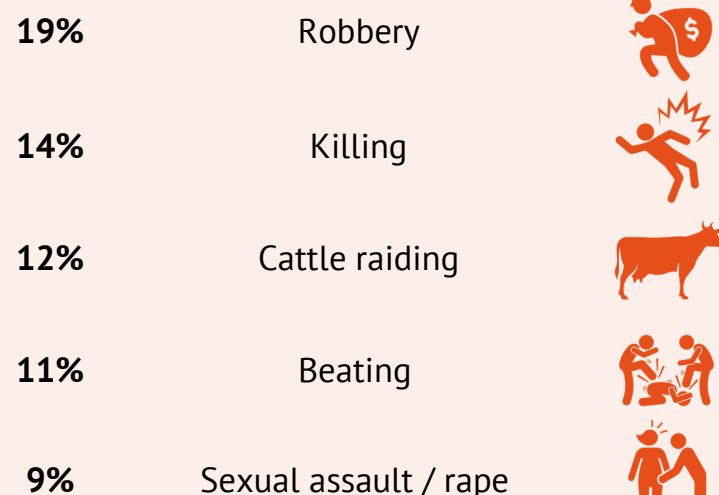 19% Robbery
$
14% Killing
12% Cattle raiding
11% Beating
9% Sexual assault / rape